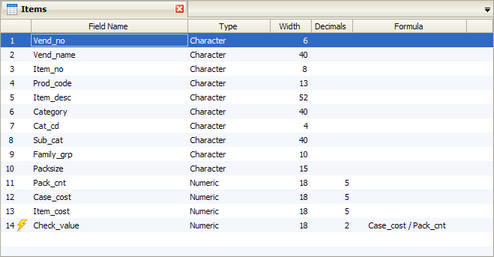 Items
Field Name Type Width Decimals Formula
1 Vend_no Character 6
2 Vend_name Character 40
3 Item_no Character 8
4 Prod_code Character 13
5 Item_desc Character 52
6 Category Character 40
7 Cat_cd Character 4
8 Sub_cat Character 40
9 Family_grp Character 10
10 Packsize Character 15
11 Pack_cnt Numeric 18 5
12 Case_cost Numeric 18 5
13 Item_cost Numeric 18 5
14 Check_value Numeric 18 2 Case_cost / Pack_cnt